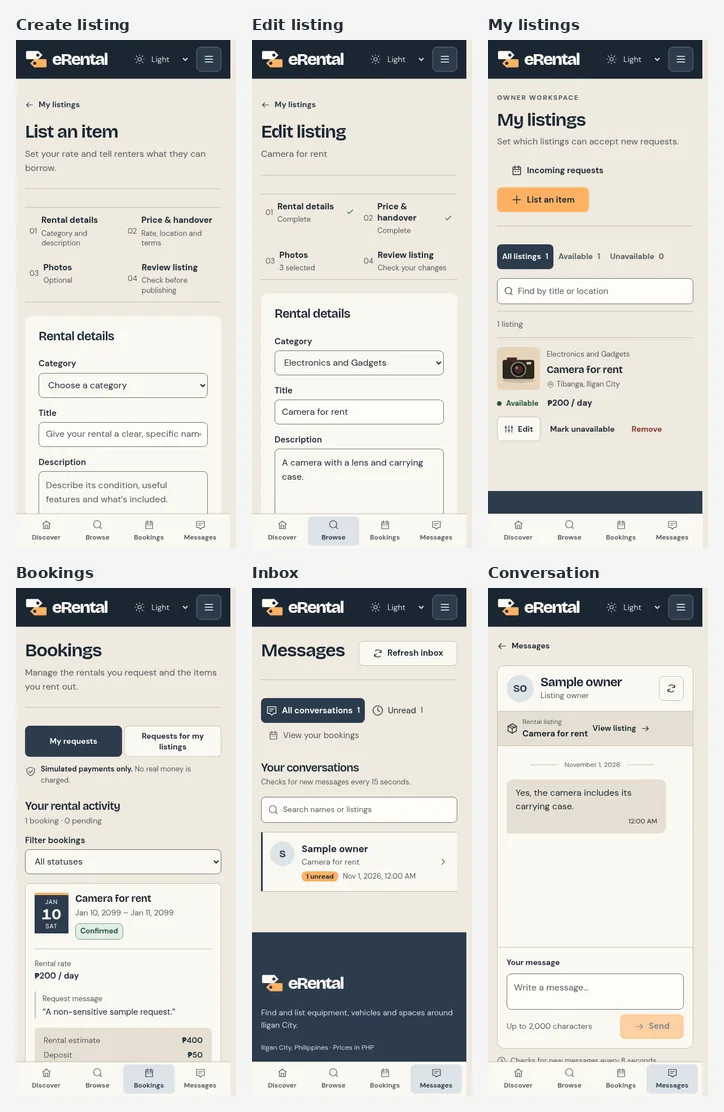 Create listing
eRental
Light
← My listings
List an item
Set your rate and tell renters what they can
borrow.
01 Rental details
Category and
description
02 Price & handover
Rate, location and
terms
03 Photos
Optional
04 Review listing
Check before
publishing
Rental details
Category
Choose a category
Title
Give your rental a clear, specific nam
Description
Describe its condition, useful
features and what's included.
Discover
Browse
Bookings
Messages
Edit listing
eRental
Light
← My listings
Edit listing
Camera for rent
01 Rental details
Complete
02 Price &
handover
Complete
03 Photos
3 selected
04 Review listing
Check your changes
Rental details
Category
Electronics and Gadgets
Title
Camera for rent
Description
A camera with a lens and carrying
case.
Discover
Browse
Bookings
Messages
My listings
eRental
Light
OWNER WORKSPACE
My listings
Set which listings can accept new requests.
Incoming requests
+ List an item
All listings 1
Available 1
Unavailable 0
Find by title or location
1 listing
Electronics and Gadgets
Camera for rent
Tibanga, Iligan City
Available
₱200 / day
Edit
Mark unavailable
Remove
Discover
Browse
Bookings
Messages
Bookings
eRental
Light
Bookings
Manage the rentals you request and the items
you rent out.
My requests
Requests for my
listings
Simulated payments only. No real money is
charged.
Your rental activity
1 booking · 0 pending
Filter bookings
All statuses
JAN
10
SAT
Camera for rent
Jan 10, 2099 – Jan 11, 2099
Confirmed
Rental rate
₱200 / day
Request message
“A non-sensitive sample request.”
Rental estimate ₱400
Deposit ₱50
Discover
Browse
Bookings
Messages
Inbox
eRental
Light
Messages
Refresh inbox
All conversations 1
Unread 1
View your bookings
Your conversations
Checks for new messages every 15 seconds.
Search names or listings
S
Sample owner
Camera for rent
1 unread Nov 1, 2026, 12:00 AM
eRental
Find and list equipment, vehicles and spaces around
Iligan City.
Iligan City, Philippines · Prices in PHP
Discover
Browse
Bookings
Messages
Conversation
eRental
Light
← Messages
SO
Sample owner
Listing owner
Rental listing
Camera for rent
View listing →
November 1, 2026
Yes, the camera includes its
carrying case.
12:00 AM
Your message
Write a message...
Up to 2,000 characters
→ Send
Checks for new messages every 8 seconds
Discover
Browse
Bookings
Messages